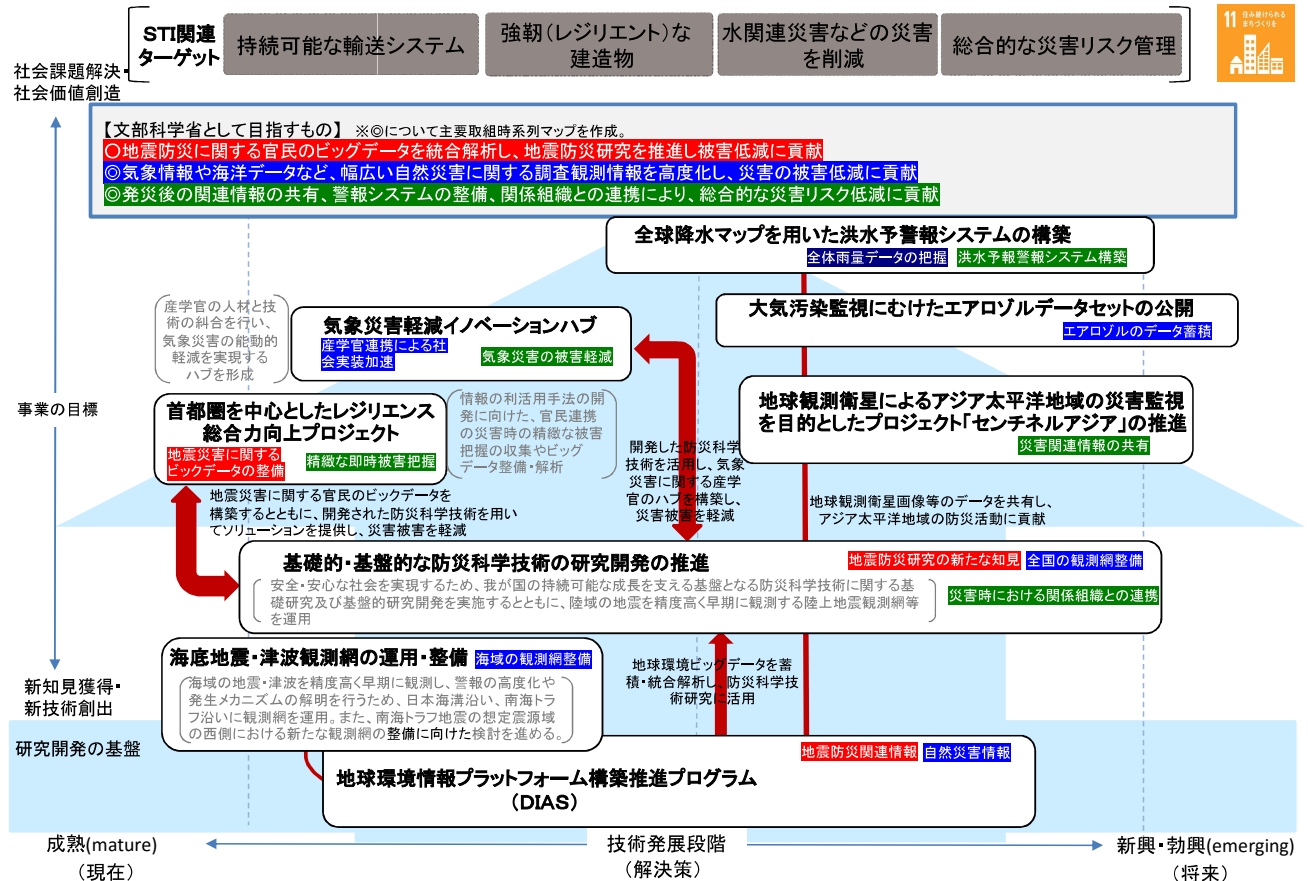 STI関連
ターゲット
持続可能な輸送システム
強靭（レジリエント）な
建造物
水関連災害などの災害
を削減
総合的な災害リスク管理
11 住み続けられる
まちづくりを
社会課題解決・
社会価値創造
【文部科学省として目指すもの】 ※◎について主要取組時系列マップを作成。
〇地震防災に関する官民のビッグデータを統合解析し、地震防災研究を推進し被害低減に貢献
◎気象情報や海洋データなど、幅広い自然災害に関する調査観測情報を高度化し、災害の被害低減に貢献
◎発災後の関連情報の共有、警報システムの整備、関係組織との連携により、総合的な災害リスク低減に貢献
全球降水マップを用いた洪水予警報システムの構築
全体雨量データの把握
洪水予報警報システム構築
産学官の人材と技
術の糾合を行い、
気象災害の能動的
軽減を実現する
ハブを形成
気象災害軽減イノベーションハブ
産学官連携による社
会実装加速
気象災害の被害軽減
大気汚染監視にむけたエアロゾルデータセットの公開
エアロゾルのデータ蓄積
事業の目標
首都圏を中心としたレジリエンス
総合力向上プロジェクト
地震災害に関する
ビックデータの整備
精緻な即時被害把握
情報の利活用手法の開
発に向けた、官民連携
の災害時の精緻な被害
把握の収集やビッグ
データ整備・解析
地球観測衛星によるアジア太平洋地域の災害監視
を目的としたプロジェクト「センチネルアジア」の推進
災害関連情報の共有
開発した防災科学
技術を活用し、気象
災害に関する産学
官のハブを構築し、
災害被害を軽減
地震災害に関する官民のビックデータを
構築するとともに、開発された防災科学技術を用い
てソリューションを提供し、災害被害を軽減
地球観測衛星画像等のデータを共有し、
アジア太平洋地域の防災活動に貢献
基礎的・基盤的な防災科学技術の研究開発の推進
地震防災研究の新たな知見
全国の観測網整備
安全・安心な社会を実現するため、我が国の持続可能な成長を支える基盤となる防災科学技術に関する基
礎研究及び基盤的研究開発を実施するとともに、陸域の地震を精度高く早期に観測する陸上地震観測網等
を運用
災害時における関係組織との連携
海底地震・津波観測網の運用・整備
海域の観測網整備
海域の地震・津波を精度高く早期に観測し、警報の高度化や
発生メカニズムの解明を行うため、日本海溝沿い、南海トラ
フ沿いに観測網を運用。また、南海トラフ地震の想定震源域
の西側における新たな観測網の整備に向けた検討を進める。
地球環境ビッグデータを蓄
積・統合解析し、防災科学技
術研究に活用
新知見獲得・
新技術創出
研究開発の基盤
地震防災関連情報
自然災害情報
地球環境情報プラットフォーム構築推進プログラム
（DIAS）
成熟(mature)
（現在）
技術発展段階
（解決策）
新興・勃興(emerging)
（将来）